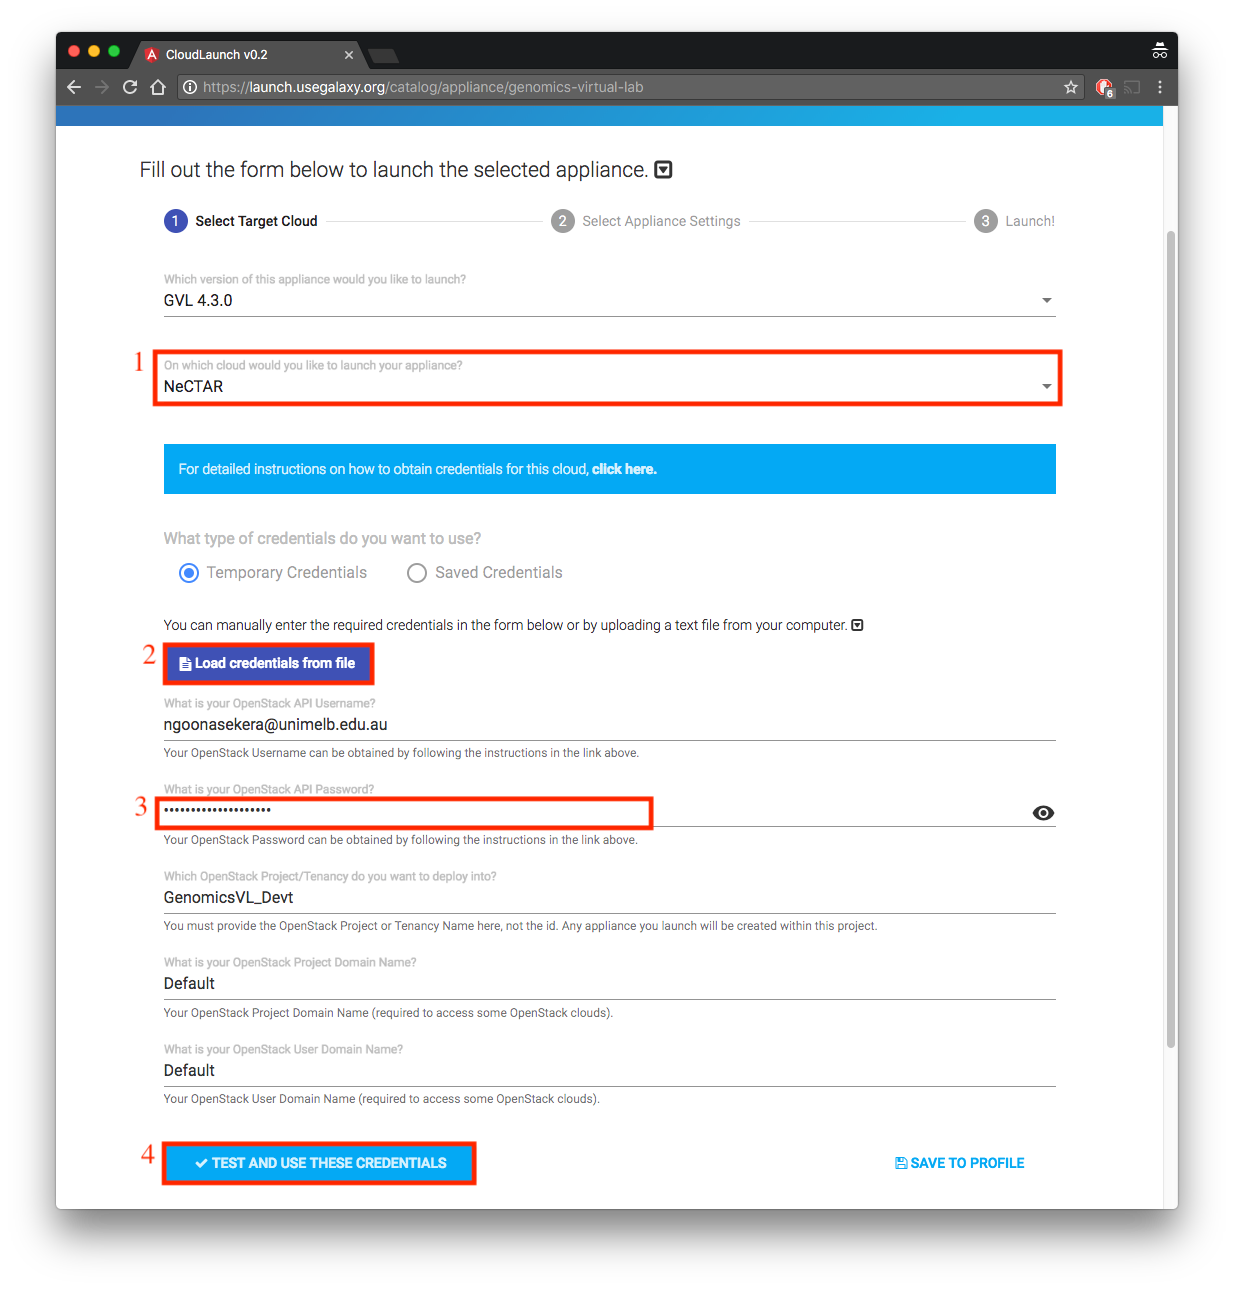 CloudLaunch v0.2
https://launch.usegalaxy.org/catalog/appliance/genomics-virtual-lab
6
Fill out the form below to launch the selected appliance.
1 Select Target Cloud 2 Select Appliance Settings 3 Launch!
Which version of this appliance would you like to launch?
GVL 4.3.0
1
On which cloud would you like to launch your appliance?
NeCTAR
For detailed instructions on how to obtain credentials for this cloud, click here.
What type of credentials do you want to use?
Temporary Credentials Saved Credentials
You can manually enter the required credentials in the form below or by uploading a text file from your computer.
2 Load credentials from file
What is your OpenStack API Username?
ngoonasekera@unimelb.edu.au
Your OpenStack Username can be obtained by following the instructions in the link above.
What is your OpenStack API Password?
3 ••••••••••••••••••••
Your OpenStack Password can be obtained by following the instructions in the link above.
Which OpenStack Project/Tenancy do you want to deploy into?
GenomicsVL_Devt
You must provide the OpenStack Project or Tenancy Name here, not the id. Any appliance you launch will be created within this project.
What is your OpenStack Project Domain Name?
Default
Your OpenStack Project Domain Name (required to access some OpenStack clouds).
What is your OpenStack User Domain Name?
Default
Your OpenStack User Domain Name (required to access some OpenStack clouds).
4 TEST AND USE THESE CREDENTIALS SAVE TO PROFILE